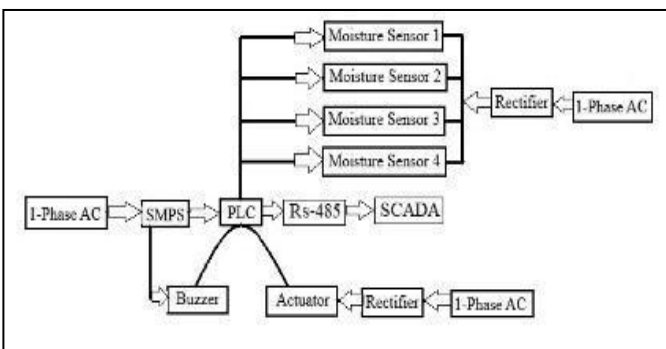 Moisture Sensor 1
Moisture Sensor 2
Moisture Sensor 3
Moisture Sensor 4
Rectifier
1-Phase AC
1-Phase AC
SMPS
PLC
Rs-485
SCADA
Buzzer
Actuator
Rectifier
1-Phase AC